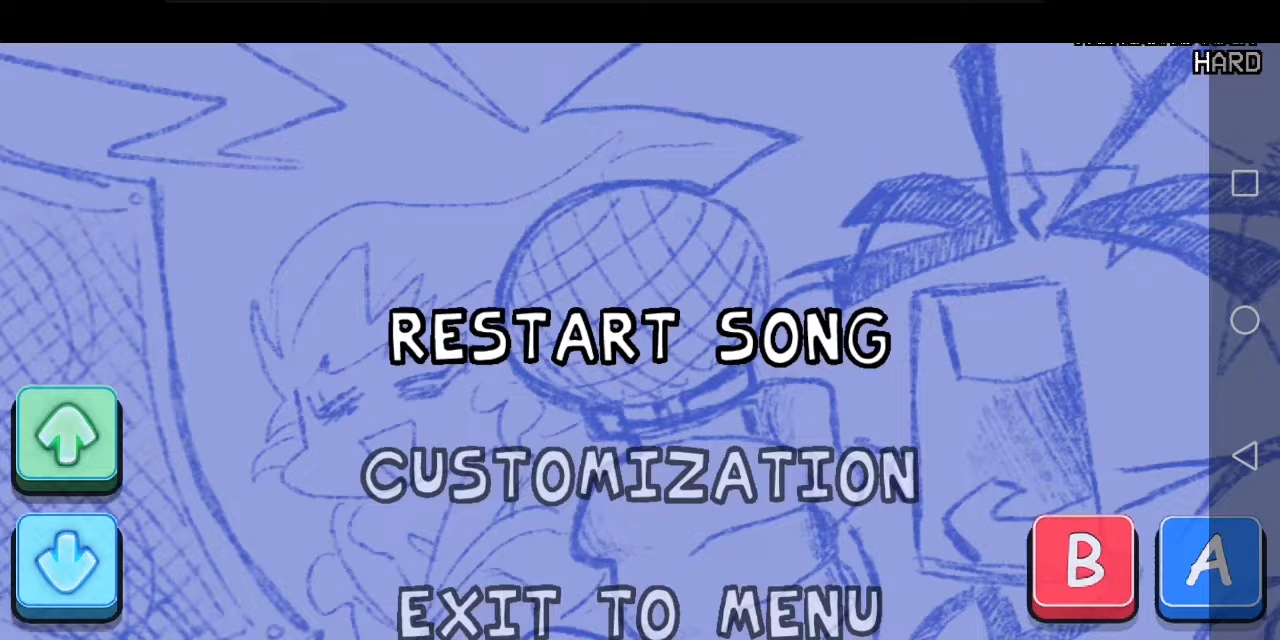 HARD
RESTART SONG
CUSTOMIZATION
EXIT TO MENU
B
A